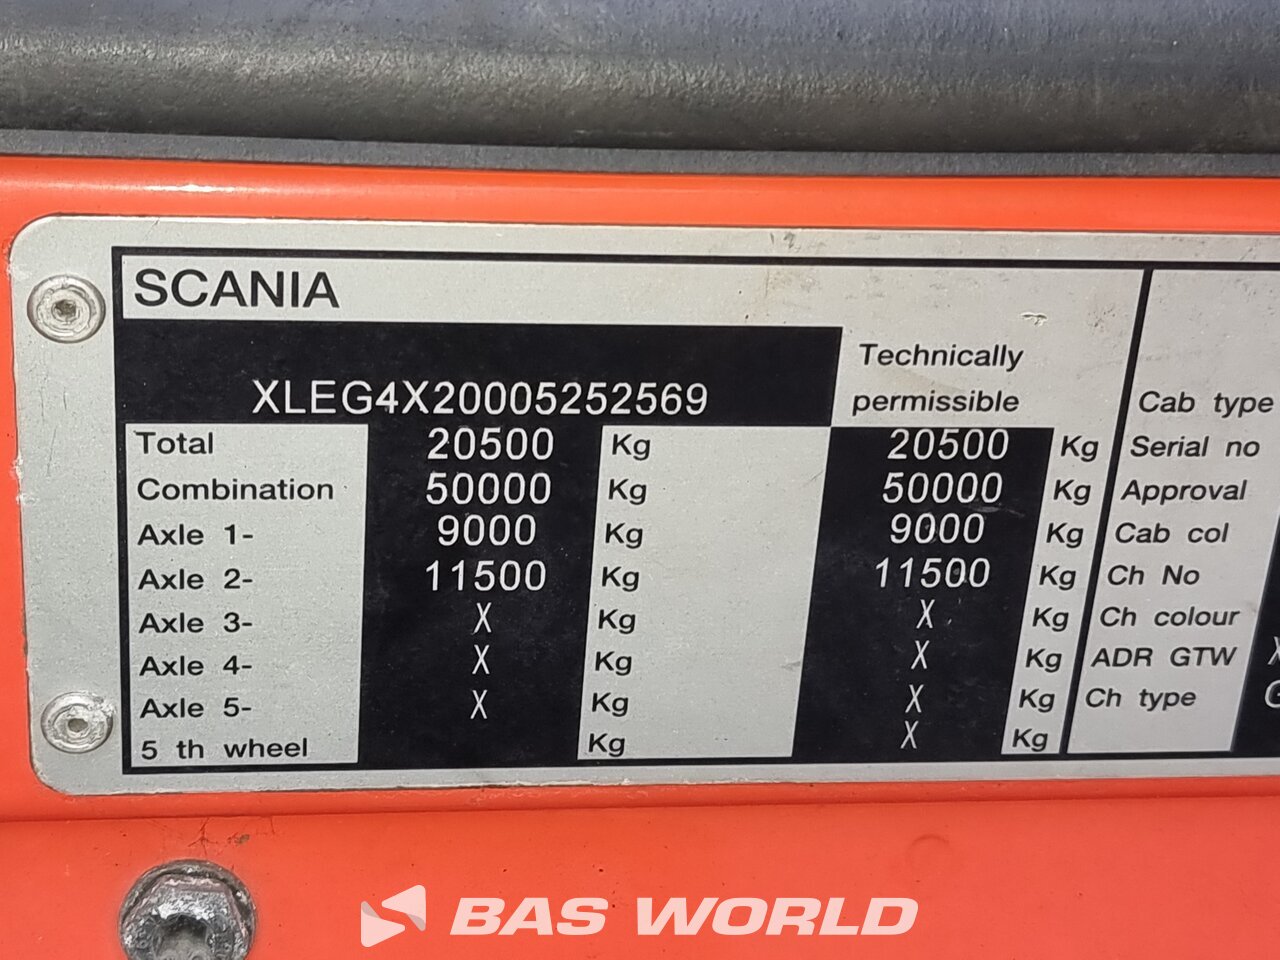 SCANIA
Technically
XLEG4X20005252569 permissible Cab type
Total 20500 Kg 20500 Kg Serial no
Combination 50000 Kg 50000 Kg Approval
Axle 1- 9000 Kg 9000 Kg Cab col
Axle 2- 11500 Kg 11500 Kg Ch No
Axle 3- X Kg X Kg Ch colour
Axle 4- X Kg X Kg ADR GTW
Axle 5- X Kg X Kg Ch type
5 th wheel Kg X Kg
BAS WORLD